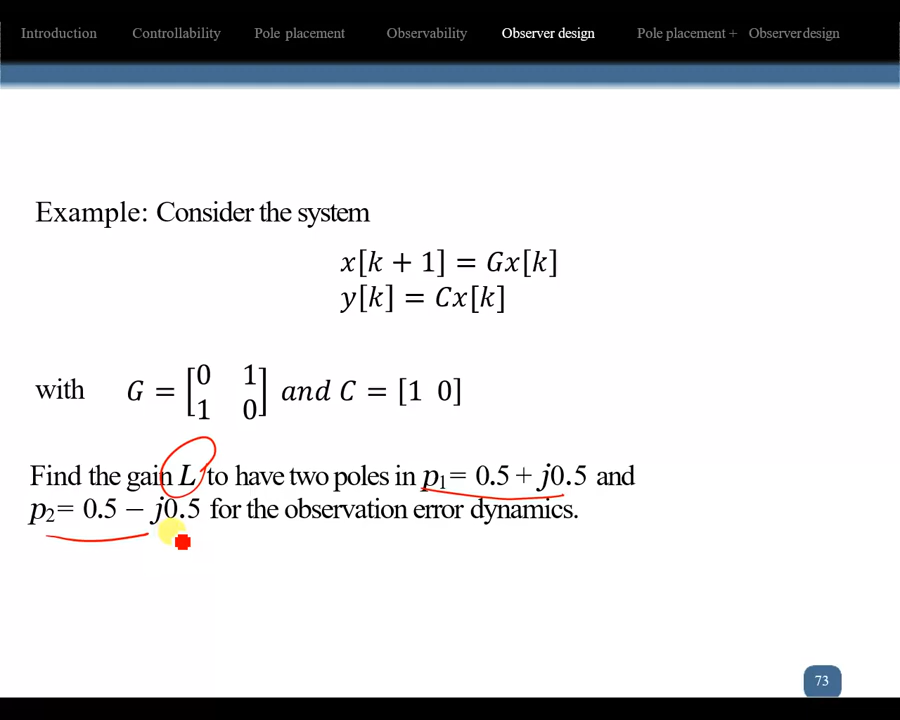 Introduction Controllability Pole placement Observability Observer design Pole placement + Observer design
Example: Consider the system
x[k + 1] = Gx[k]
y[k] = Cx[k]
with G = [0 1; 1 0] and C = [1 0]
Find the gain L to have two poles in p₁= 0.5 + j0.5 and
p₂= 0.5 − j0.5 for the observation error dynamics.
73